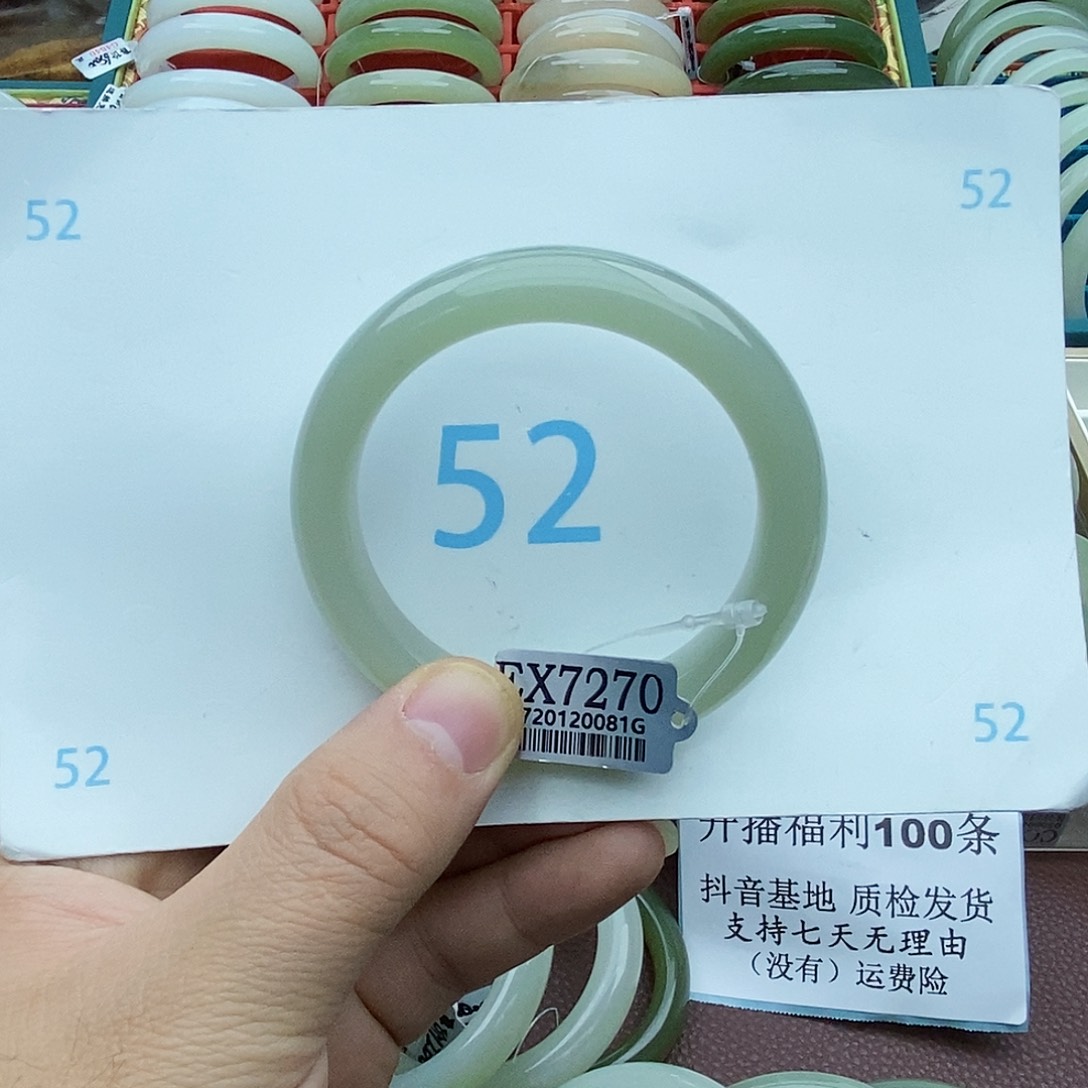 52
52
52
EX7270
720120081G
52
52
开播福利100条
抖音基地 质检发货
支持七天无理由
（没有）运费险